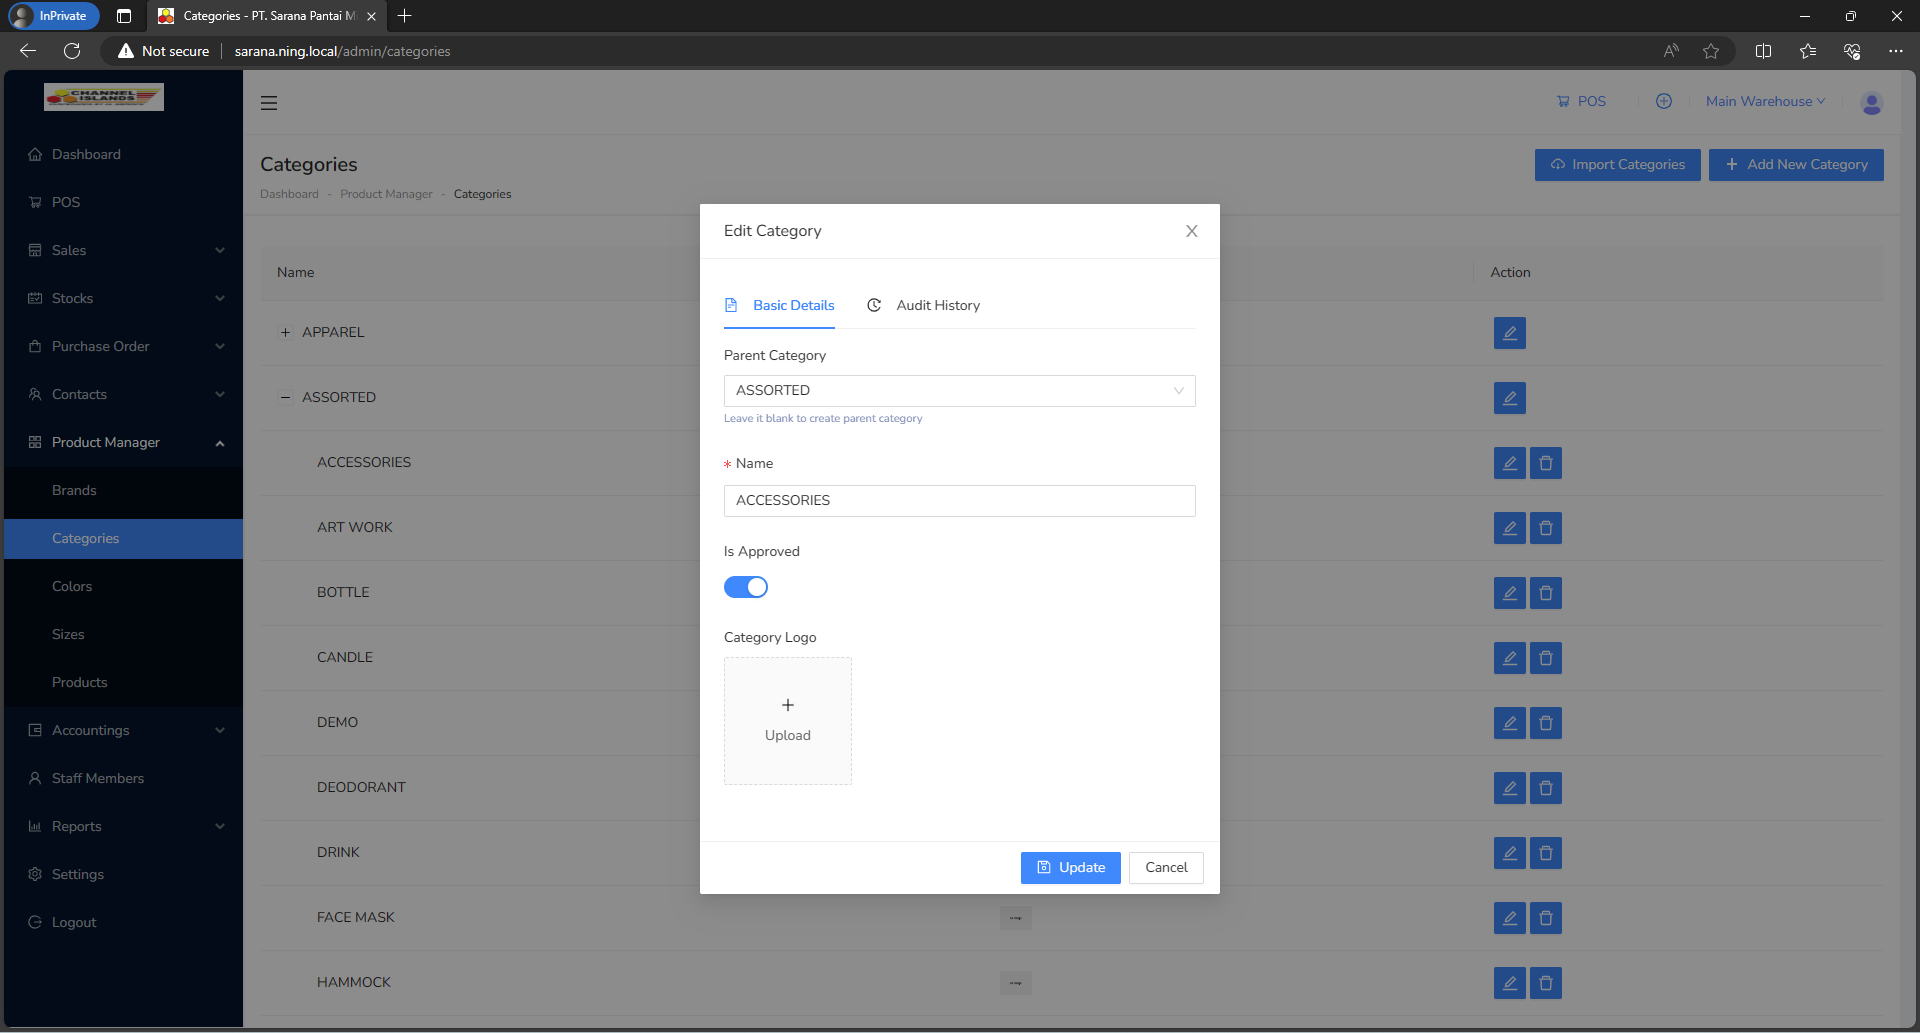 InPrivate
Categories - PT. Sarana Pantai M
Not secure
sarana.ning.local/admin/categories
CHANNEL
ISLANDS
POS
Main Warehouse
Dashboard
POS
Sales
Stocks
Purchase Order
Contacts
Product Manager
Brands
Categories
Colors
Sizes
Products
Accountings
Staff Members
Reports
Settings
Logout
Categories
Dashboard - Product Manager - Categories
Import Categories
Add New Category
Name
Action
APPAREL
ASSORTED
ACCESSORIES
ART WORK
BOTTLE
CANDLE
DEMO
DEODORANT
DRINK
FACE MASK
HAMMOCK
Edit Category
Basic Details
Audit History
Parent Category
ASSORTED
Leave it blank to create parent category
* Name
ACCESSORIES
Is Approved
Category Logo
+
Upload
Update
Cancel